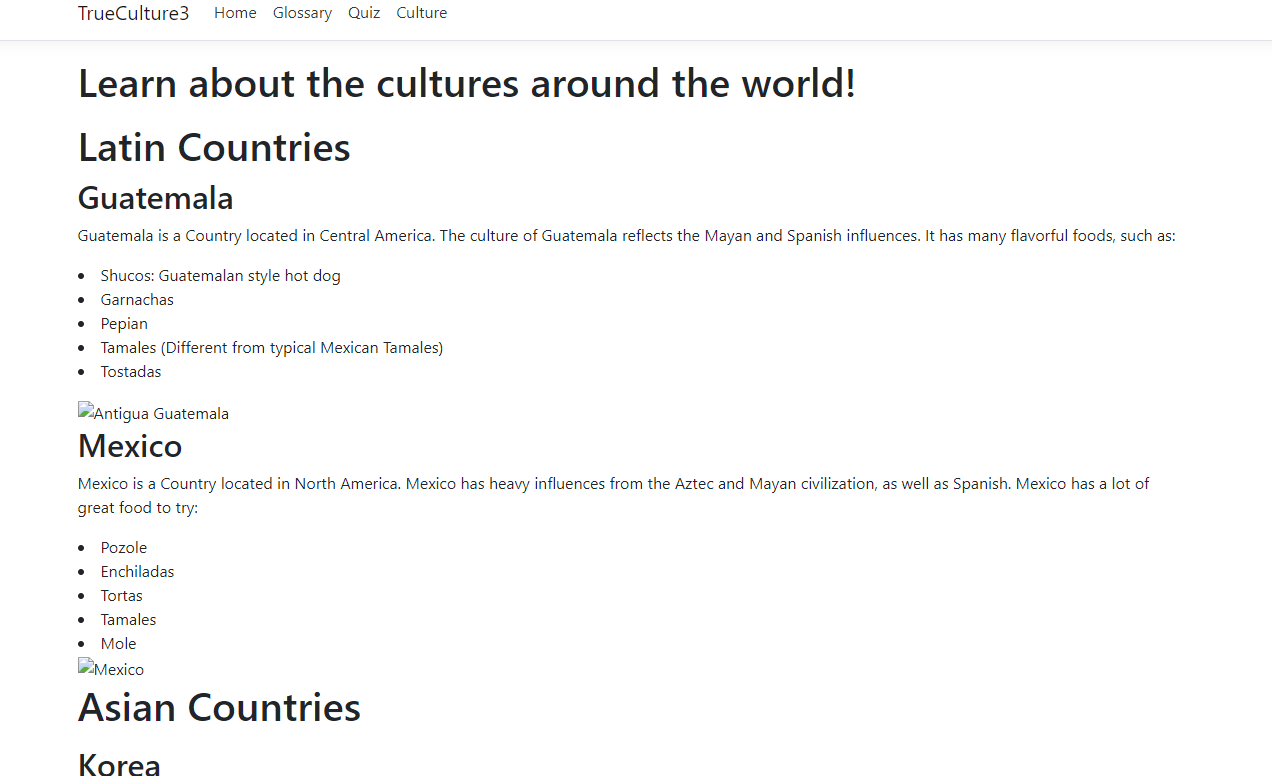 TrueCulture3 Home Glossary Quiz Culture
Learn about the cultures around the world!
Latin Countries
Guatemala
Guatemala is a Country located in Central America. The culture of Guatemala reflects the Mayan and Spanish influences. It has many flavorful foods, such as:
• Shucos: Guatemalan style hot dog
• Garnachas
• Pepian
• Tamales (Different from typical Mexican Tamales)
• Tostadas
Antigua Guatemala
Mexico
Mexico is a Country located in North America. Mexico has heavy influences from the Aztec and Mayan civilization, as well as Spanish. Mexico has a lot of
great food to try:
• Pozole
• Enchiladas
• Tortas
• Tamales
• Mole
Mexico
Asian Countries
Korea